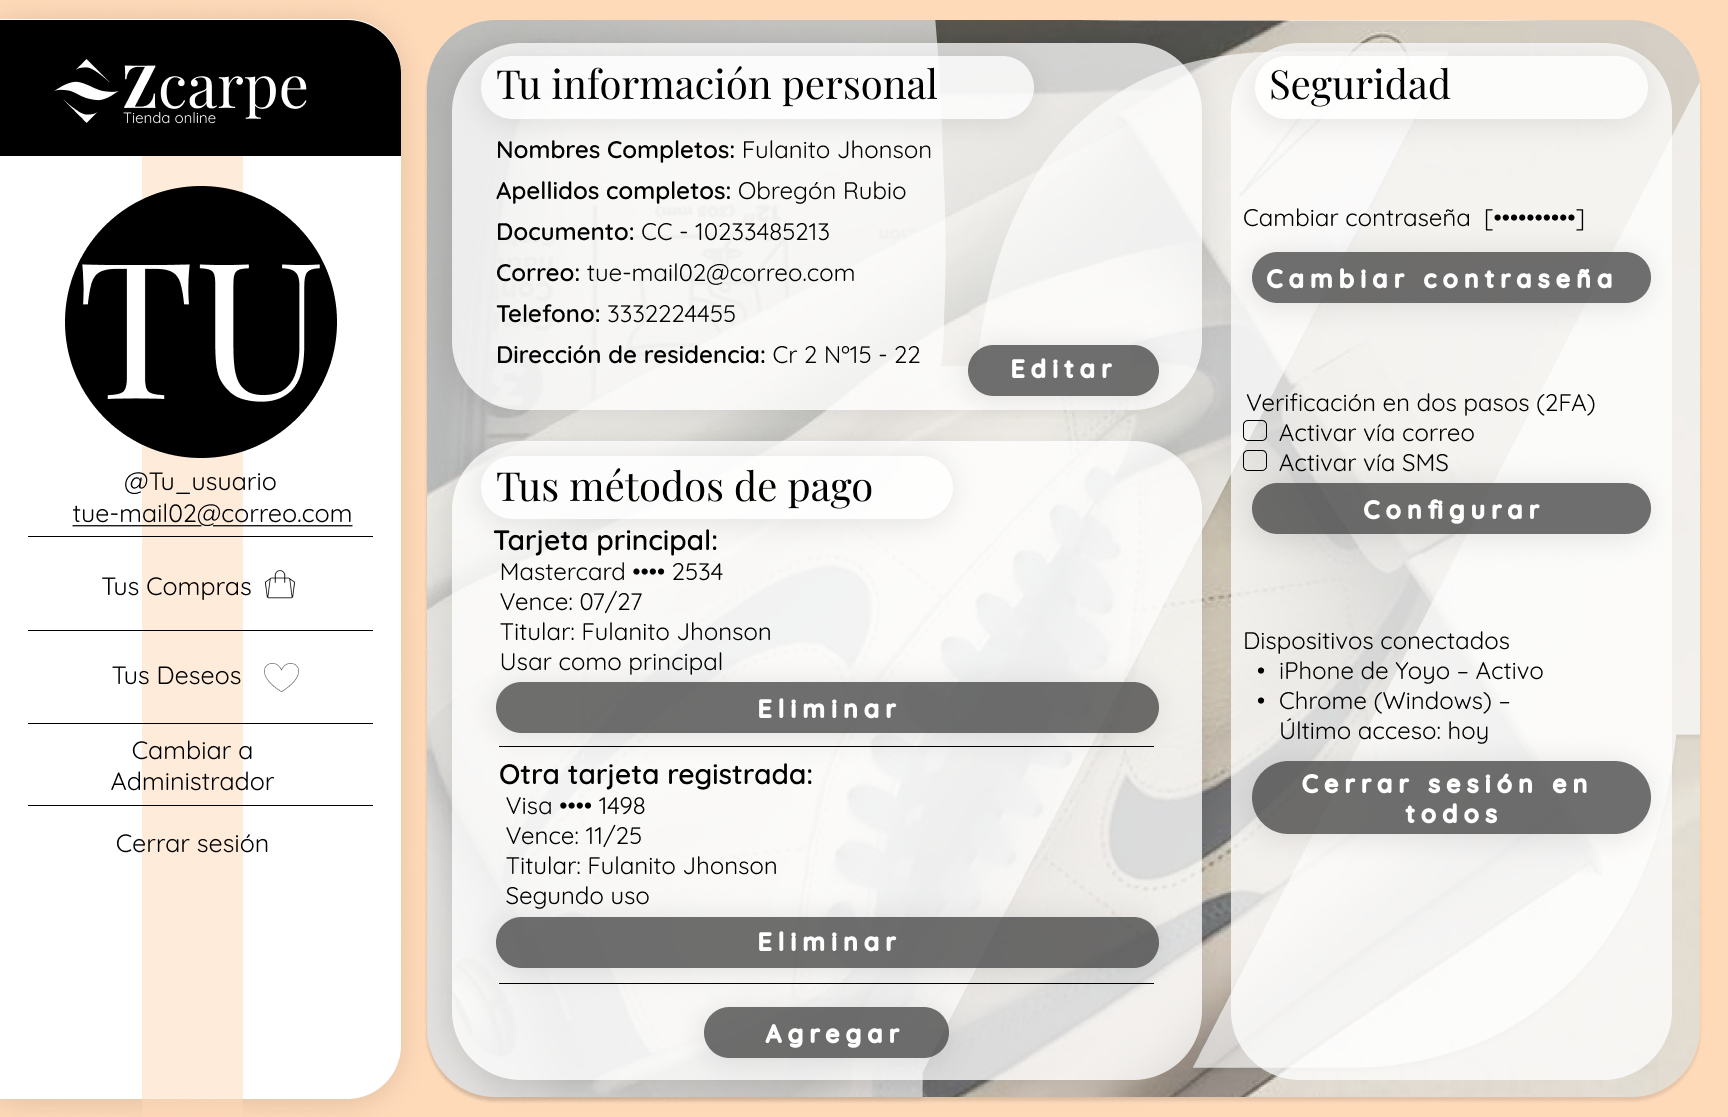 Zcarpe
Tienda online
TU
@Tu_usuario
tue-mail02@correo.com
Tus Compras
Tus Deseos
Cambiar a
Administrador
Cerrar sesión
Tu información personal
Nombres Completos: Fulanito Jhonson
Apellidos completos: Obregón Rubio
Documento: CC - 10233485213
Correo: tue-mail02@correo.com
Telefono: 3332224455
Dirección de residencia: Cr 2 N°15 - 22
Editar
Tus métodos de pago
Tarjeta principal:
Mastercard •••• 2534
Vence: 07/27
Titular: Fulanito Jhonson
Usar como principal
Eliminar
Otra tarjeta registrada:
Visa •••• 1498
Vence: 11/25
Titular: Fulanito Jhonson
Segundo uso
Eliminar
Agregar
Seguridad
Cambiar contraseña [••••••••••]
Cambiar contraseña
Verificación en dos pasos (2FA)
Activar vía correo
Activar vía SMS
Configurar
Dispositivos conectados
• iPhone de Yoyo – Activo
• Chrome (Windows) –
Último acceso: hoy
Cerrar sesión en
todos